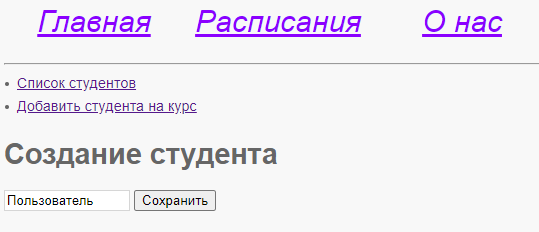 Главная Расписания О нас
Список студентов
Добавить студента на курс
Создание студента
Пользователь Сохранить